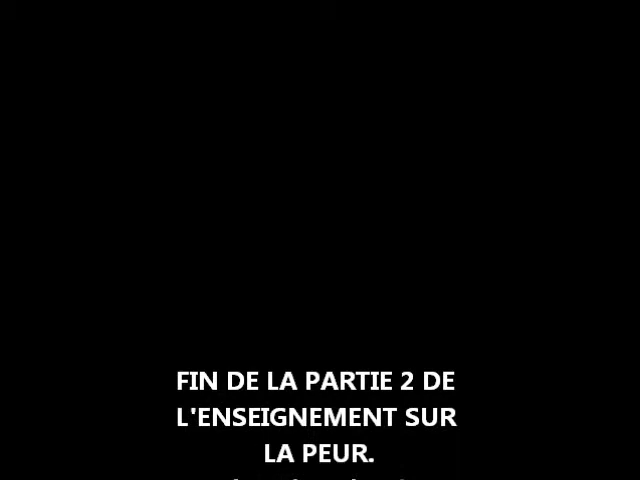 FIN DE LA PARTIE 2 DE
L'ENSEIGNEMENT SUR
LA PEUR.